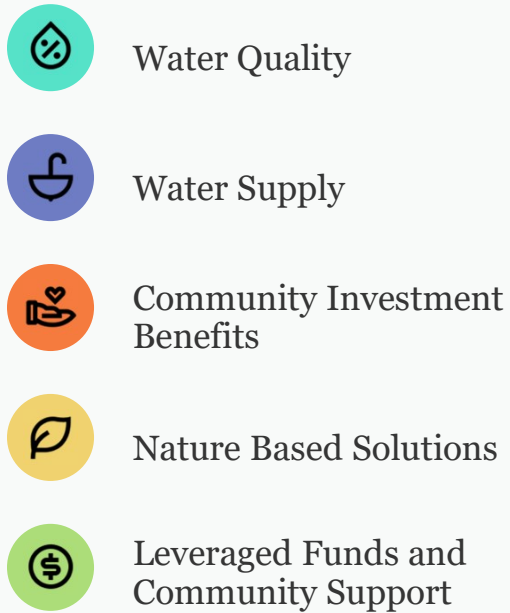 Water Quality
Water Supply
Community Investment
Benefits
Nature Based Solutions
Leveraged Funds and
Community Support